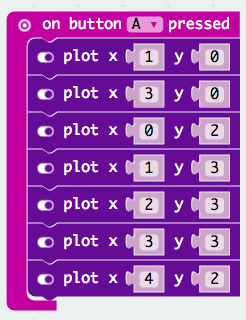 on button A pressed
plot x 1 y 0
plot x 3 y 0
plot x 0 y 2
plot x 1 y 3
plot x 2 y 3
plot x 3 y 3
plot x 4 y 2